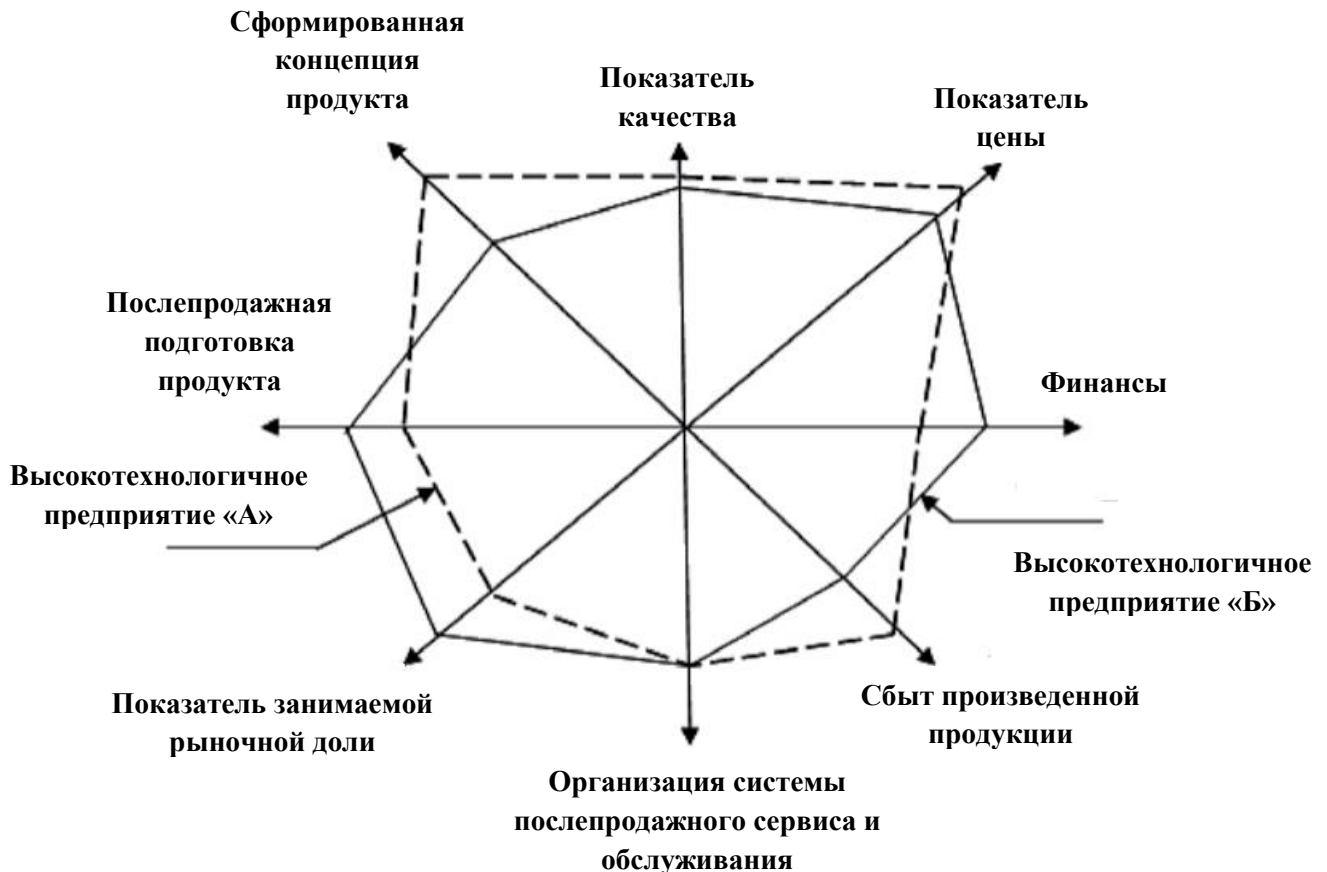 Сформированная
концепция
продукта
Показатель
качества
Показатель
цены
Послепродажная
подготовка
продукта
Финансы
Высокотехнологичное
предприятие «А»
Высокотехнологичное
предприятие «Б»
Показатель занимаемой
рыночной доли
Сбыт произведенной
продукции
Организация системы
послепродажного сервиса и
обслуживания